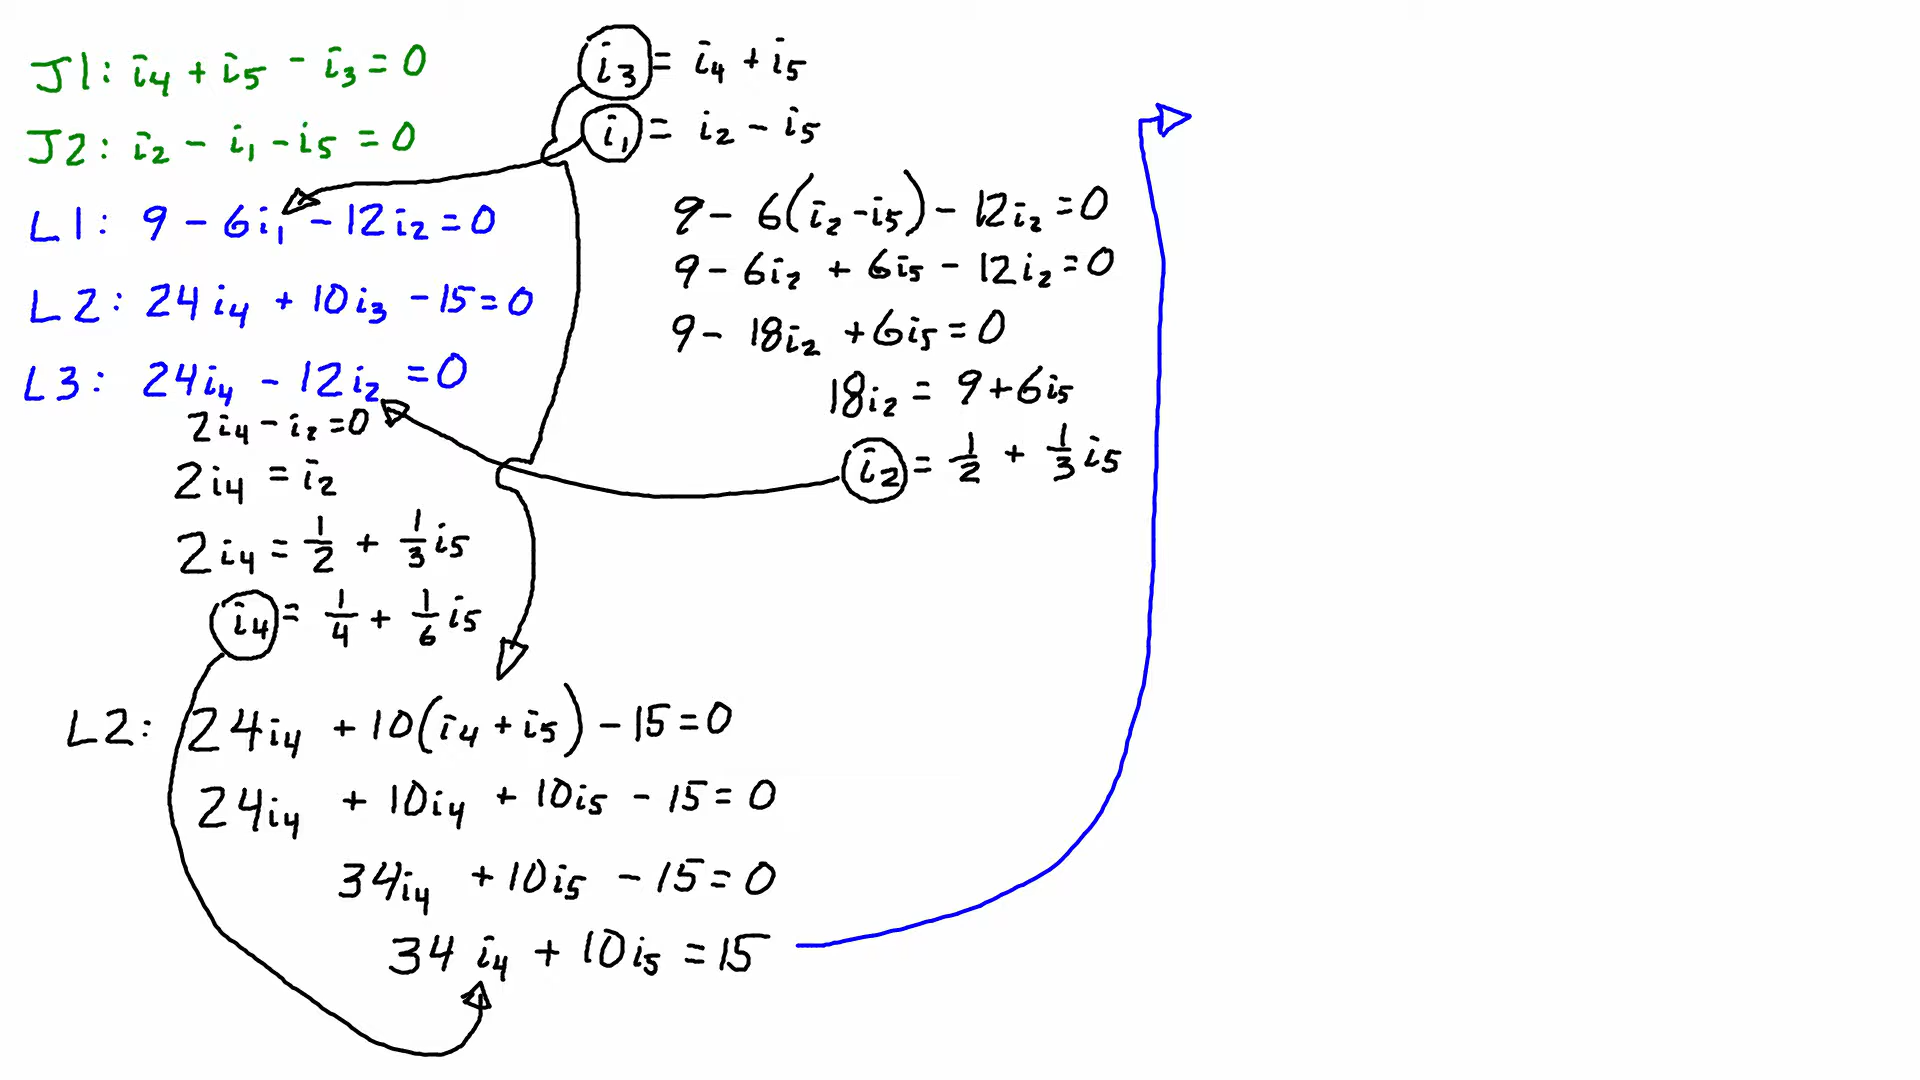 J1: i₄ + i₅ - i₃ = 0
J2: i₂ - i₁ - i₅ = 0
L1: 9 - 6i₁ - 12i₂ = 0
L2: 24i₄ + 10i₃ - 15 = 0
L3: 24i₄ - 12i₂ = 0
2i₄ - i₂ = 0
2i₄ = i₂
2i₄ = 1/2 + 1/3 i₅
i₄ = 1/4 + 1/6 i₅
i₃ = i₄ + i₅
i₁ = i₂ - i₅
9 - 6(i₂ - i₅) - 12i₂ = 0
9 - 6i₂ + 6i₅ - 12i₂ = 0
9 - 18i₂ + 6i₅ = 0
18i₂ = 9 + 6i₅
i₂ = 1/2 + 1/3 i₅
L2: 24i₄ + 10(i₄ + i₅) - 15 = 0
24i₄ + 10i₄ + 10i₅ - 15 = 0
34i₄ + 10i₅ - 15 = 0
34i₄ + 10i₅ = 15